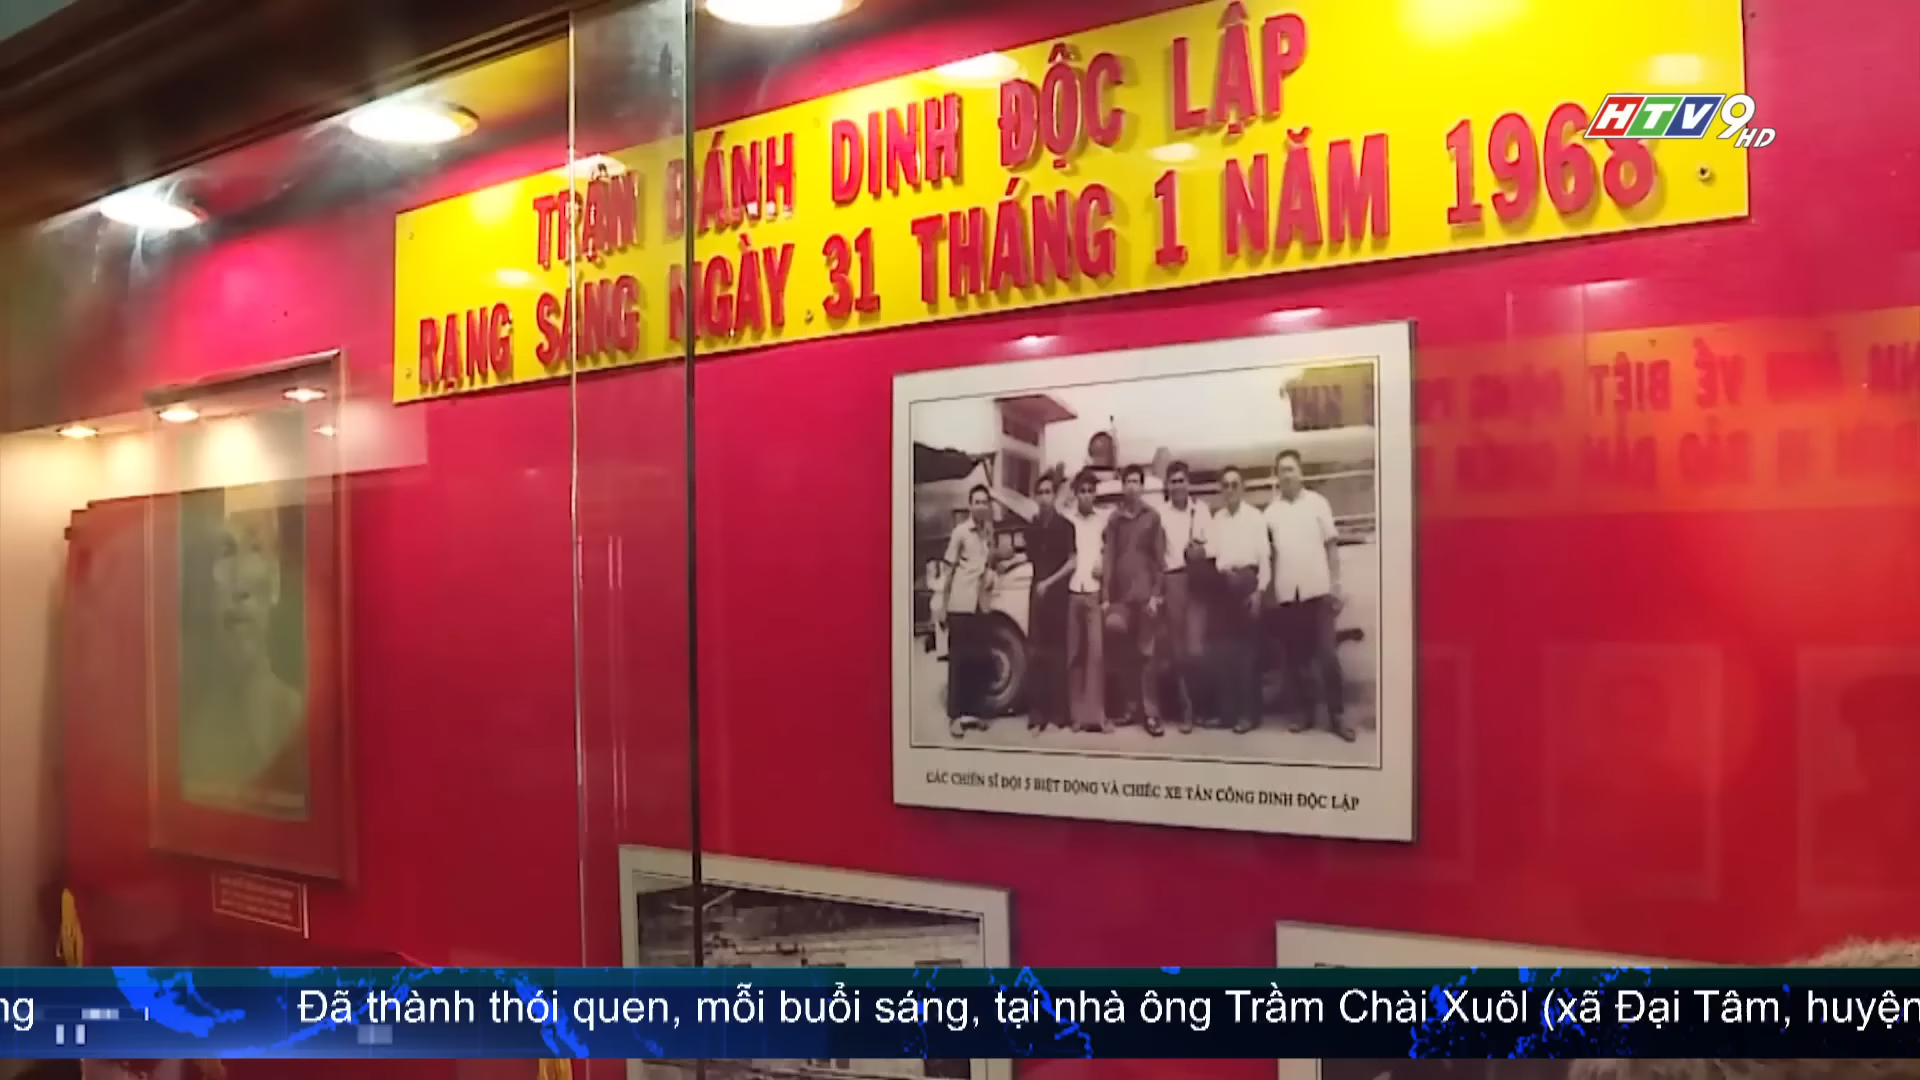 TRẬN ĐÁNH DINH ĐỘC LẬP
RẠNG SÁNG NGÀY 31 THÁNG 1 NĂM 1968
HTV9 HD
CÁC CHIẾN SĨ ĐỘI 5 BIỆT ĐỘNG VÀ CHIẾC XE TẤN CÔNG DINH ĐỘC LẬP
ng Đã thành thói quen, mỗi buổi sáng, tại nhà ông Trầm Chài Xuôl (xã Đại Tâm, huyện